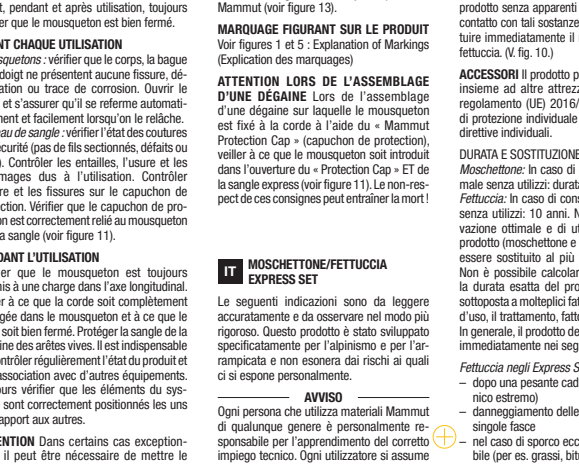 t, pendant et après utilisation, toujours
er que le mousqueton est bien fermé.
NT CHAQUE UTILISATION
squetons : vérifier que le corps, la bague
doigt ne présentent aucune fissure, dé-
ation ou trace de corrosion. Ouvrir le
et s'assurer qu'il se referme automati-
ment et facilement lorsqu'on le relâche.
eau de sangle : vérifier l'état des coutures
écurité (pas de fils sectionnés, défaits ou
). Contrôler les entailles, l'usure et les
mages dus à l'utilisation. Contrôler
re et les fissures sur le capuchon de
ction. Vérifier que le capuchon de pro-
on est correctement relié au mousqueton
la sangle (voir figure 11).
DANT L'UTILISATION
er que le mousqueton est toujours
is à une charge dans l'axe longitudinal.
r à ce que la corde soit complètement
gée dans le mousqueton et à ce que le
soit bien fermé. Protéger la sangle de la
ine des arêtes vives. Il est indispensable
ntrôler régulièrement l'état du produit et
association avec d'autres équipements.
urs vérifier que les éléments du sys-
sont correctement positionnés les uns
apport aux autres.
ENTION Dans certains cas exception-
il peut être nécessaire de mettre le
Mammut (voir figure 13).
MARQUAGE FIGURANT SUR LE PRODUIT
Voir figures 1 et 5 : Explanation of Markings
(Explication des marquages)
ATTENTION LORS DE L'ASSEMBLAGE
D'UNE DÉGAINE Lors de l'assemblage
d'une dégaine sur laquelle le mousqueton
est fixé à la corde à l'aide du « Mammut
Protection Cap » (capuchon de protection),
veiller à ce que le mousqueton soit introduit
dans l'ouverture du « Protection Cap » ET de
la sangle express (voir figure 11). Le non-res-
pect de ces consignes peut entraîner la mort !
IT MOSCHETTONE/FETTUCCIA
EXPRESS SET
Le seguenti indicazioni sono da leggere
accuratamente e da osservare nel modo più
rigoroso. Questo prodotto è stato sviluppato
specificatamente per l'alpinismo e per l'ar-
rampicata e non esonera dai rischi ai quali
ci si espone personalmente.
AVVISO
Ogni persona che utilizza materiali Mammut
di qualunque genere è personalmente re-
sponsabile per l'apprendimento del corretto
impiego tecnico. Ogni utilizzatore si assume
prodotto senza apparenti
contatto con tali sostanze
tuire immediatamente il
fettuccia. (V. fig. 10.)
ACCESSORI Il prodotto p
insieme ad altre attrezz
regolamento (UE) 2016/
di protezione individuale
direttive individuali.
DURATA E SOSTITUZIONE
Moschettone: In caso di
male senza utilizzi: durat
Fettuccia: In caso di cons
senza utilizzi: 10 anni. N
vazione ottimale e di ut
prodotto (moschettone e
essere sostituito al più
Non è possibile calcolar
la durata esatta del pro
sottoposta a molteplici fat
d'uso, il trattamento, fatto
In generale, il prodotto de
immediatamente nei seg
Fettuccia negli Express S
– dopo una pesante cad
nico estremo)
– danneggiamento delle
singole fasce
– nel caso di sporco ecc
bile (per es. grassi, bit